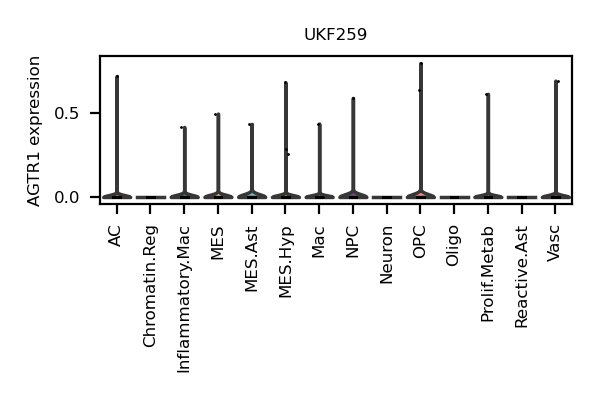 UKF259
AGTR1 expression
0.5
0.0
AC
Chromatin.Reg
Inflammatory.Mac
MES
MES.Ast
MES.Hyp
Mac
NPC
Neuron
OPC
Oligo
Prolif.Metab
Reactive.Ast
Vasc